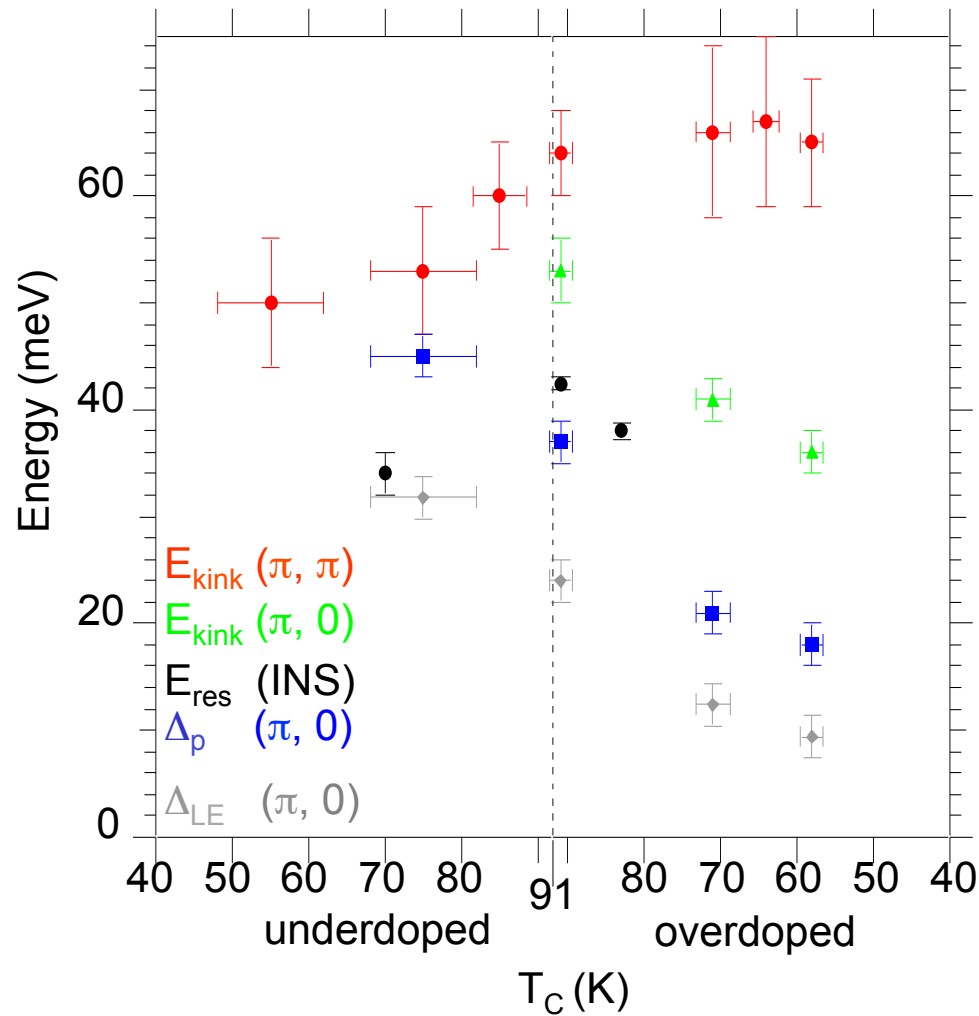 60
40
20
0
Energy (meV)
E_kink (π, π)
E_kink (π, 0)
E_res (INS)
Δ_p (π, 0)
Δ_LE (π, 0)
40 50 60 70 80 91 80 70 60 50 40
underdoped overdoped
T_C (K)